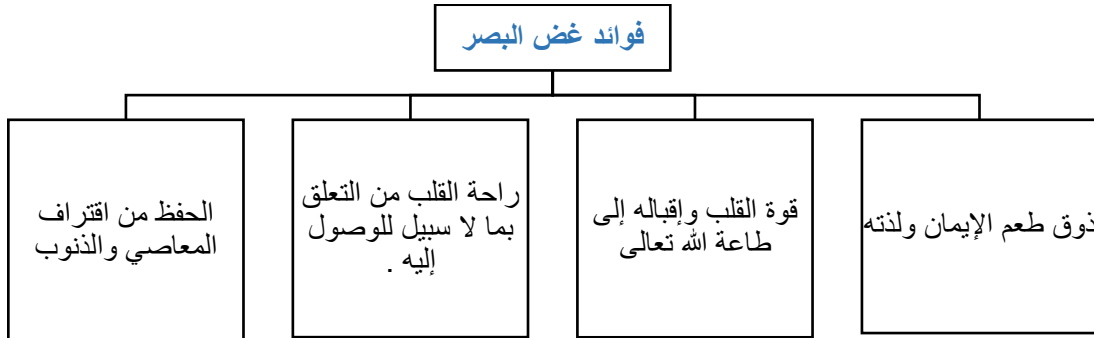 فوائد غض البصر
ذوق طعم الإيمان ولذته
قوة القلب وإقباله إلى
طاعة الله تعالى
راحة القلب من التعلق
بما لا سبيل للوصول
إليه .
الحفظ من اقتراف
المعاصي والذنوب